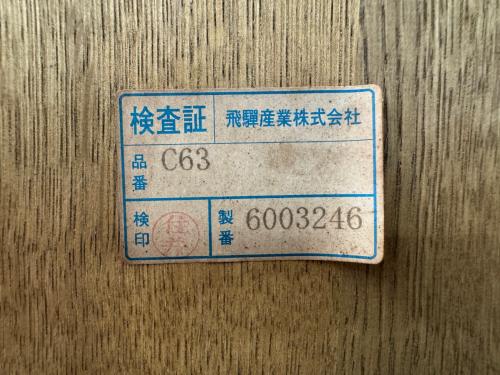 検査証 飛驒産業株式会社
品番 C63
検印 製番 6003246